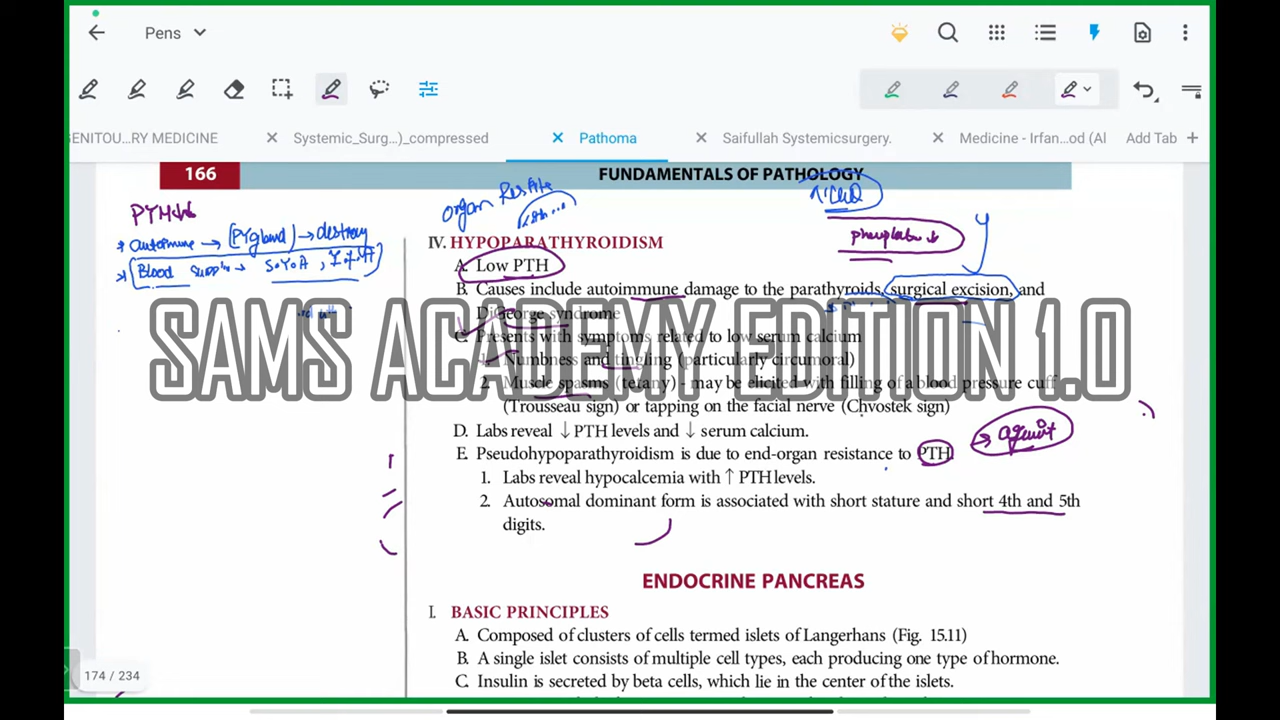 Pens
GENITOU...RY MEDICINE
Systemic_Surg...)_compressed
Pathoma
Saifullah Systemicsurgery.
Medicine - Irfan...od (Al
Add Tab
166
FUNDAMENTALS OF PATHOLOGY
organ
autoimmune → → destroy
Blood supply →
IV. HYPOPARATHYROIDISM
A. Low PTH
B. Causes include autoimmune damage to the parathyroids, surgical excision, and
DiGeorge syndrome
C. Presents with symptoms related to low serum calcium
1. Numbness and tingling (particularly circumoral)
2. Muscle spasms (tetany) - may be elicited with filling of a blood pressure cuff
(Trousseau sign) or tapping on the facial nerve (Chvostek sign)
D. Labs reveal ↓ PTH levels and ↓ serum calcium.
E. Pseudohypoparathyroidism is due to end-organ resistance to PTH.
1. Labs reveal hypocalcemia with ↑ PTH levels.
2. Autosomal dominant form is associated with short stature and short 4th and 5th
digits.
SAMS ACADEMY EDITION 1.0
ENDOCRINE PANCREAS
I. BASIC PRINCIPLES
A. Composed of clusters of cells termed islets of Langerhans (Fig. 15.11)
B. A single islet consists of multiple cell types, each producing one type of hormone.
C. Insulin is secreted by beta cells, which lie in the center of the islets.
174 / 234